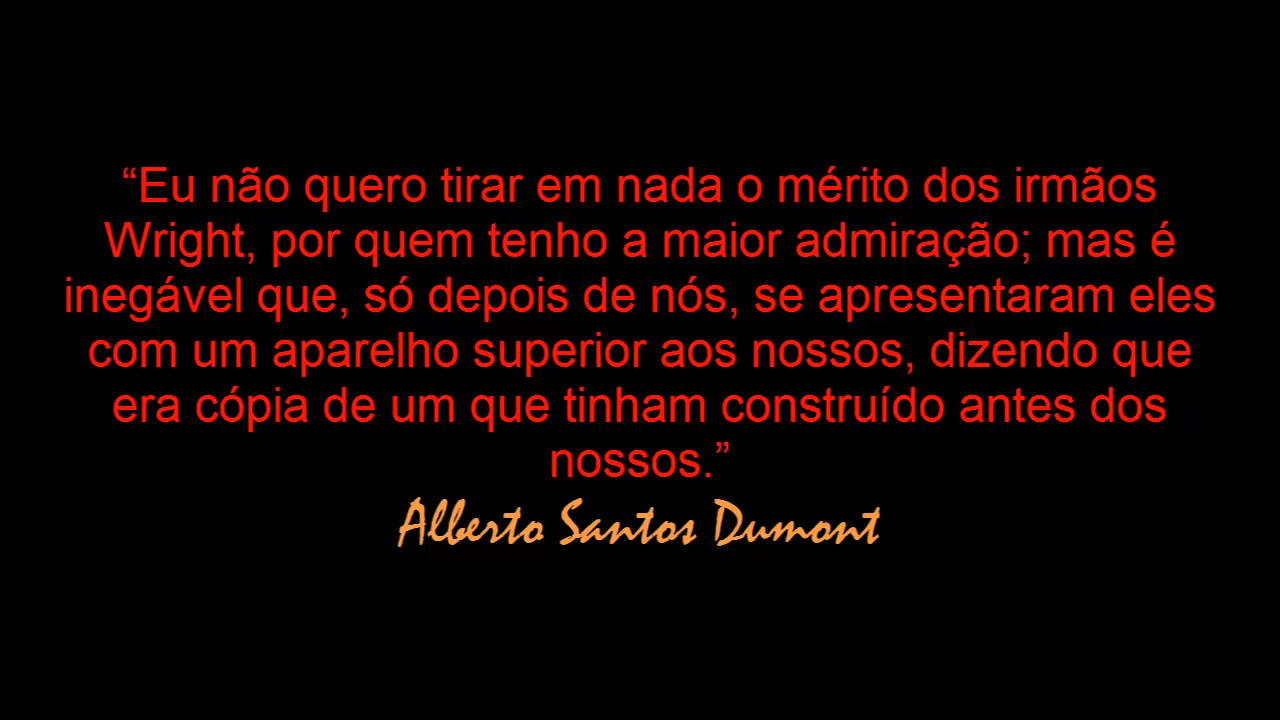 “Eu não quero tirar em nada o mérito dos irmãos
Wright, por quem tenho a maior admiração; mas é
inegável que, só depois de nós, se apresentaram eles
com um aparelho superior aos nossos, dizendo que
era cópia de um que tinham construído antes dos
nossos.”
Alberto Santos Dumont